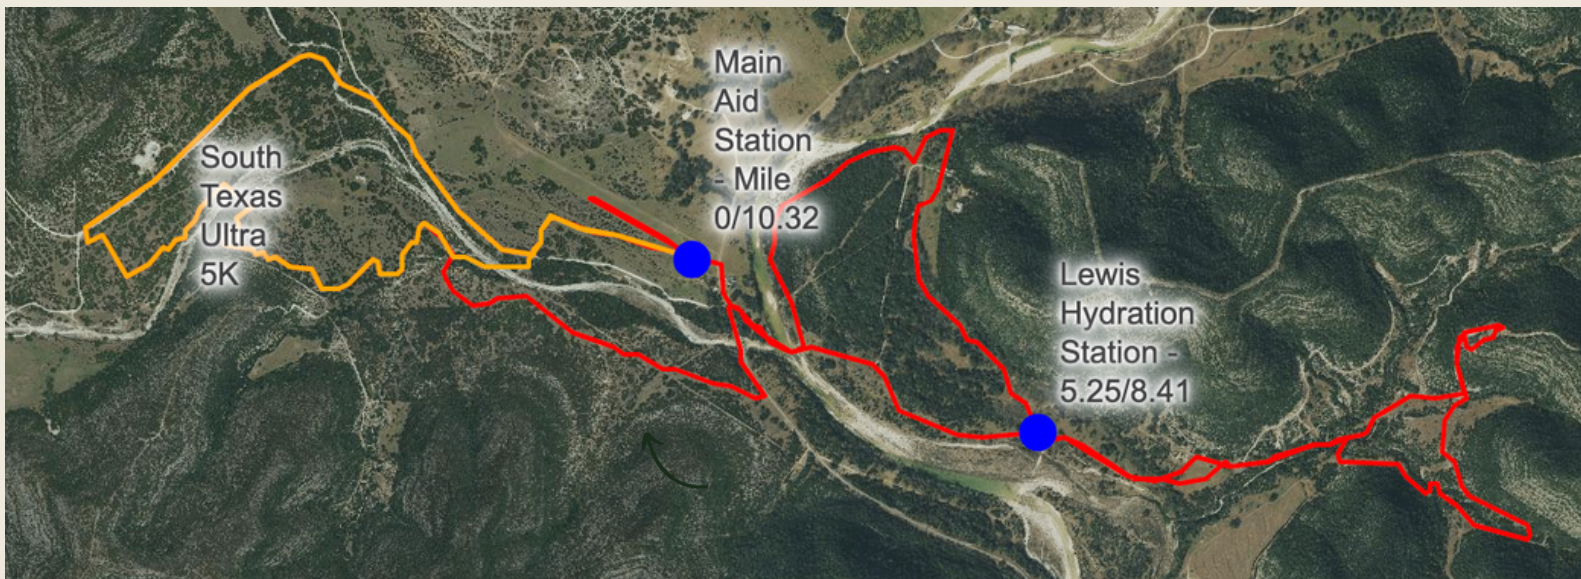 South
Texas
Ultra
5K
Main
Aid
Station
- Mile
0/10.32
Lewis
Hydration
Station -
5.25/8.41